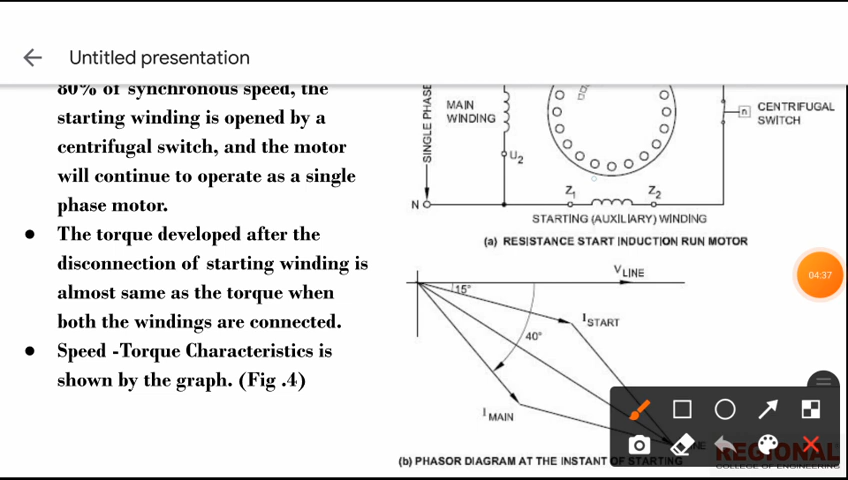 Untitled presentation
80% of synchronous speed, the
starting winding is opened by a
centrifugal switch, and the motor
will continue to operate as a single
phase motor.
● The torque developed after the
disconnection of starting winding is
almost same as the torque when
both the windings are connected.
● Speed -Torque Characteristics is
shown by the graph. (Fig .4)
SINGLE PHASE
MAIN
WINDING
U2
N
n
CENTRIFUGAL
SWITCH
Z1
Z2
STARTING (AUXILIARY) WINDING
(a) RESISTANCE START INDUCTION RUN MOTOR
V LINE
15°
I START
40°
I MAIN
(b) PHASOR DIAGRAM AT THE INSTANT OF STARTING
04:37
REGIONAL
COLLEGE OF ENGINEERING